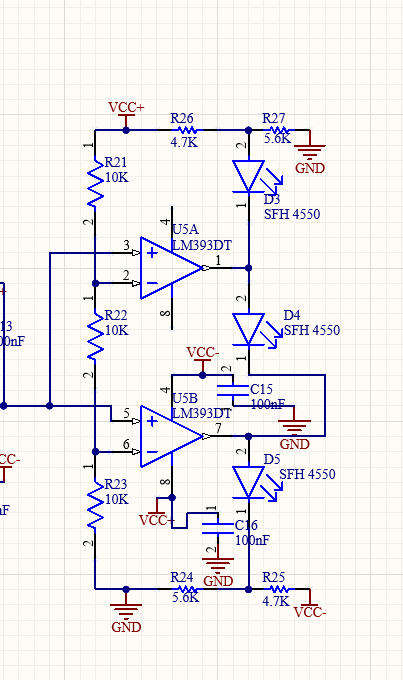 VCC+
R26
4.7K
R27
5.6K
GND
1
R21
10K
2
2
D3
SFH 4550
1
4
U5A
LM393DT
3
2
1
8
1
R22
10K
2
2
D4
SFH 4550
1
13
00nF
VCC-
2
C15
100nF
1
GND
4
U5B
LM393DT
5
6
7
8
1
R23
10K
2
2
D5
SFH 4550
1
CC-
nF
VCC+
1
C16
100nF
2
GND
R24
5.6K
R25
4.7K
GND
VCC-